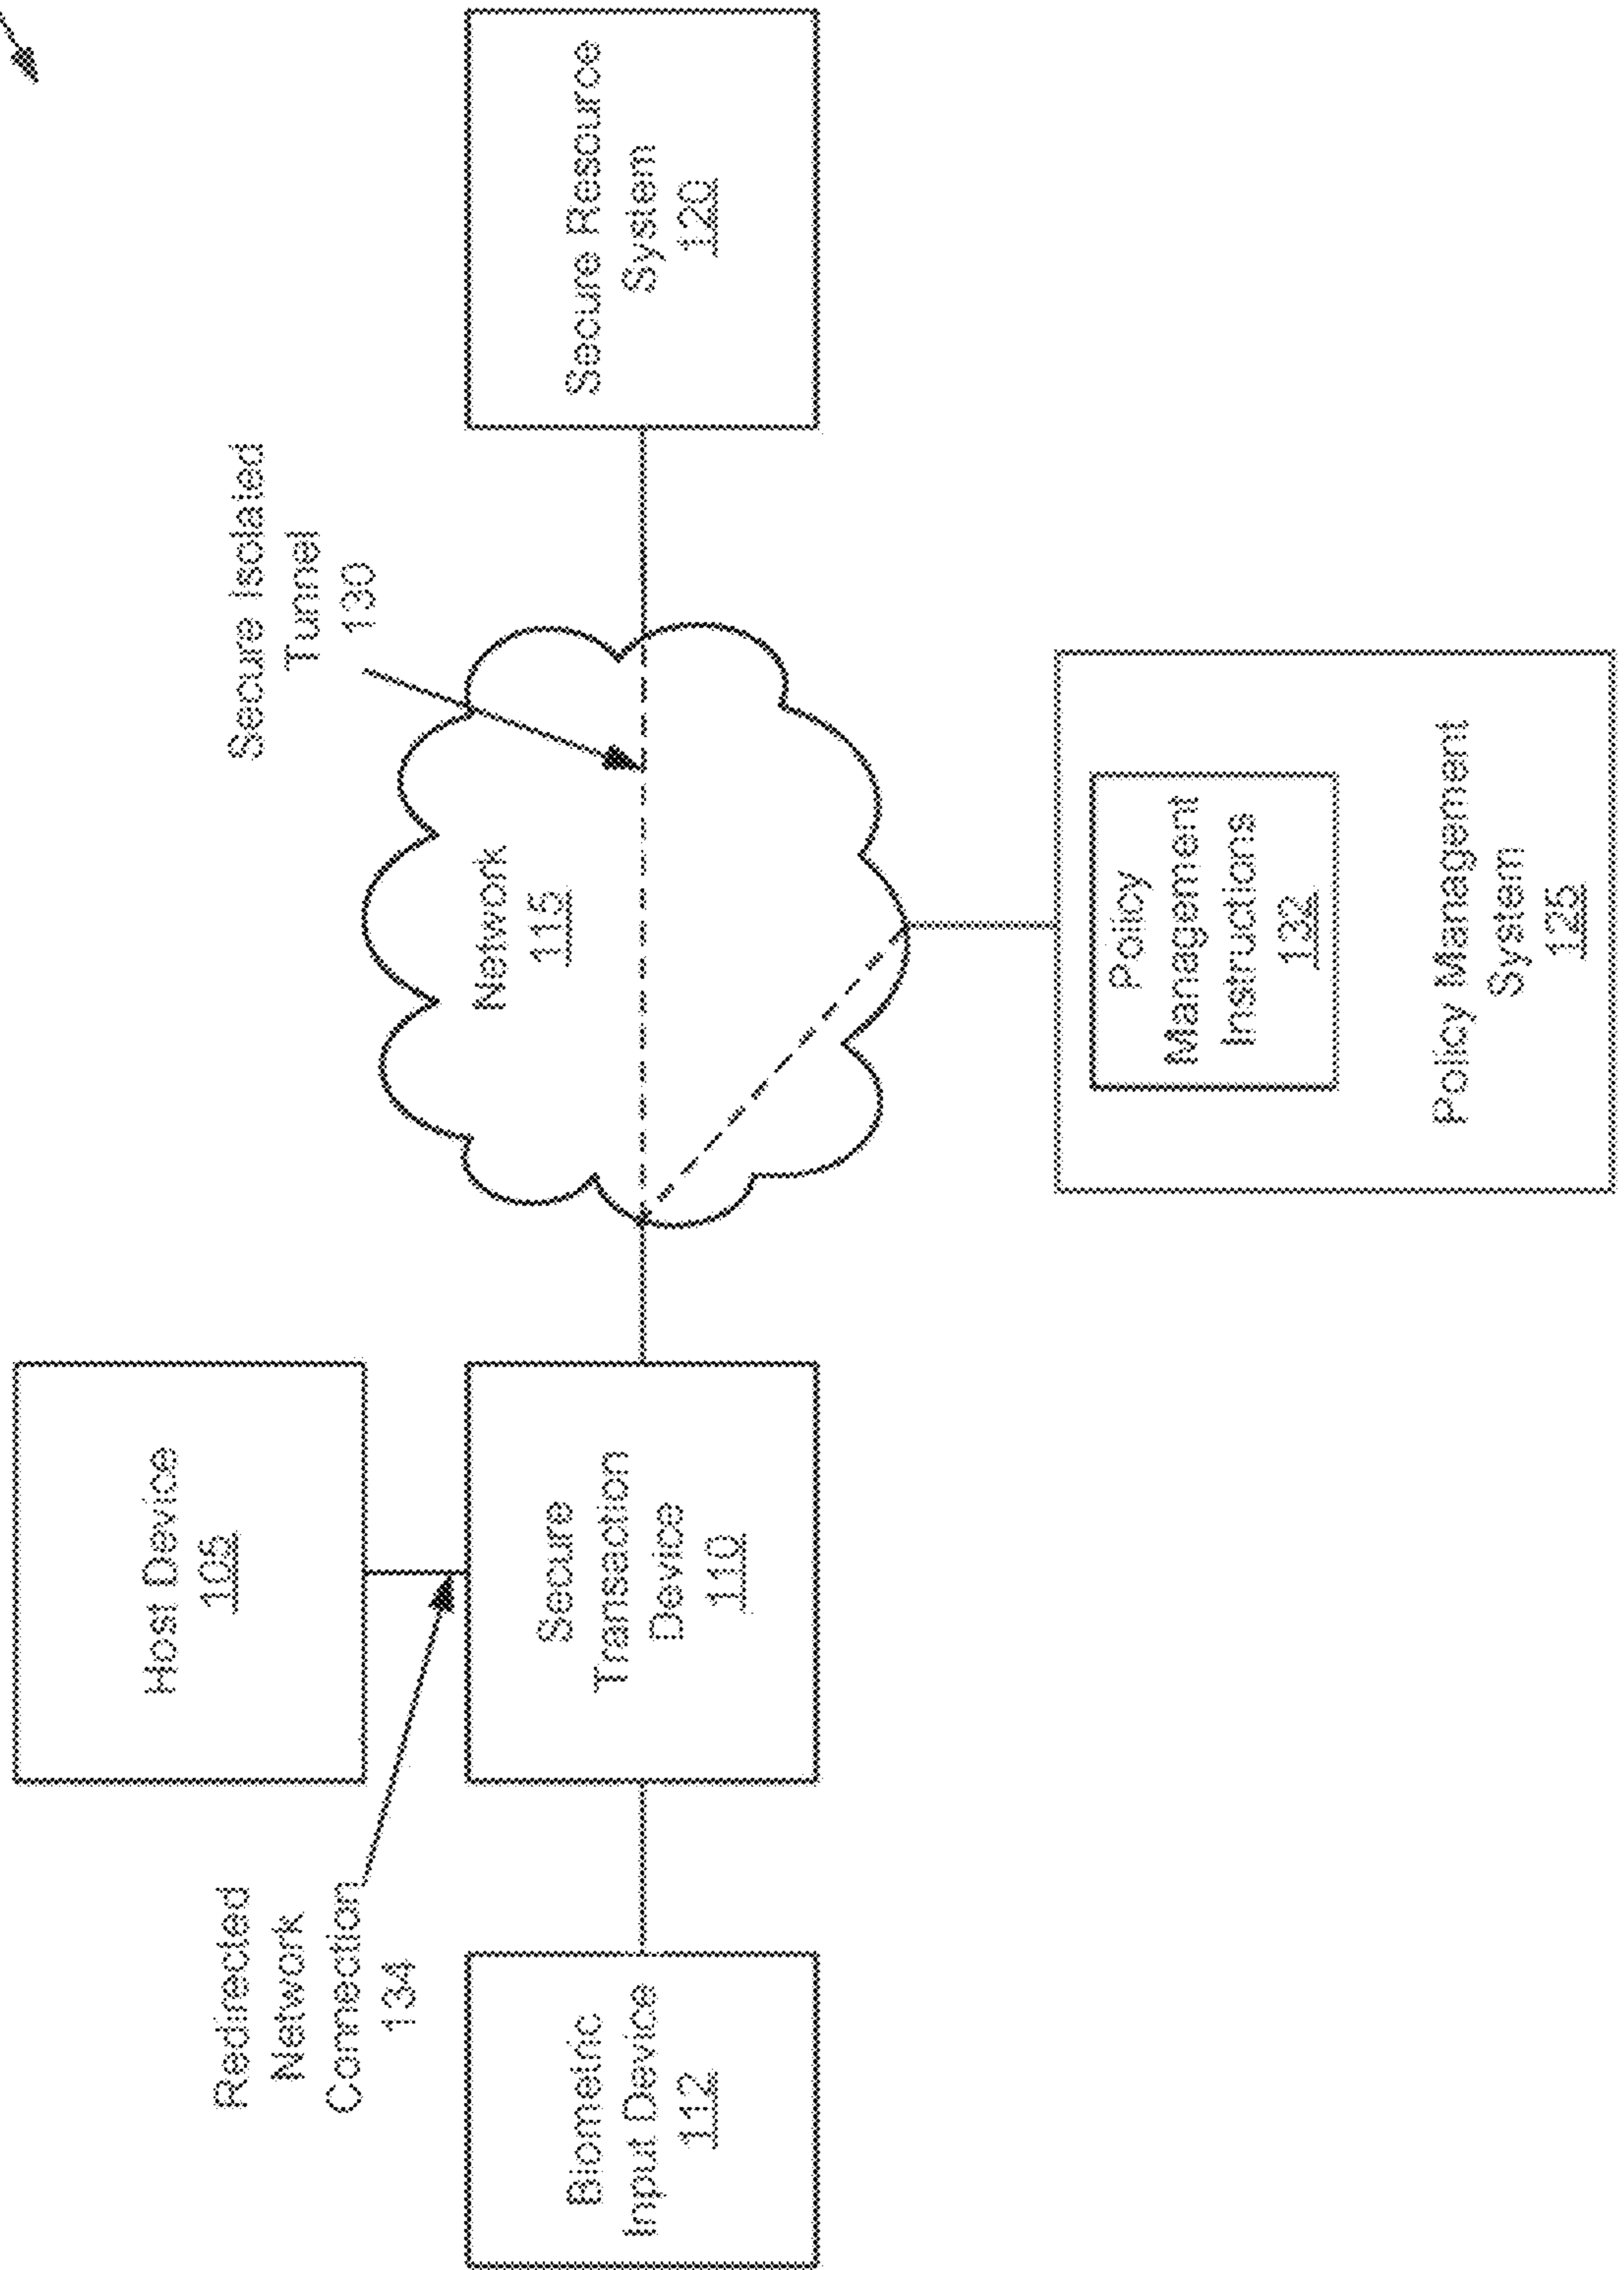 Host Device
105
Redirected
Network
Connection
134
Biometric
Input Device
112
Secure
Transaction
Device
110
Network
115
Secure Isolated
Tunnel
130
Secure Resource
System
120
Policy
Management
Instructions
122
Policy Management
System
125